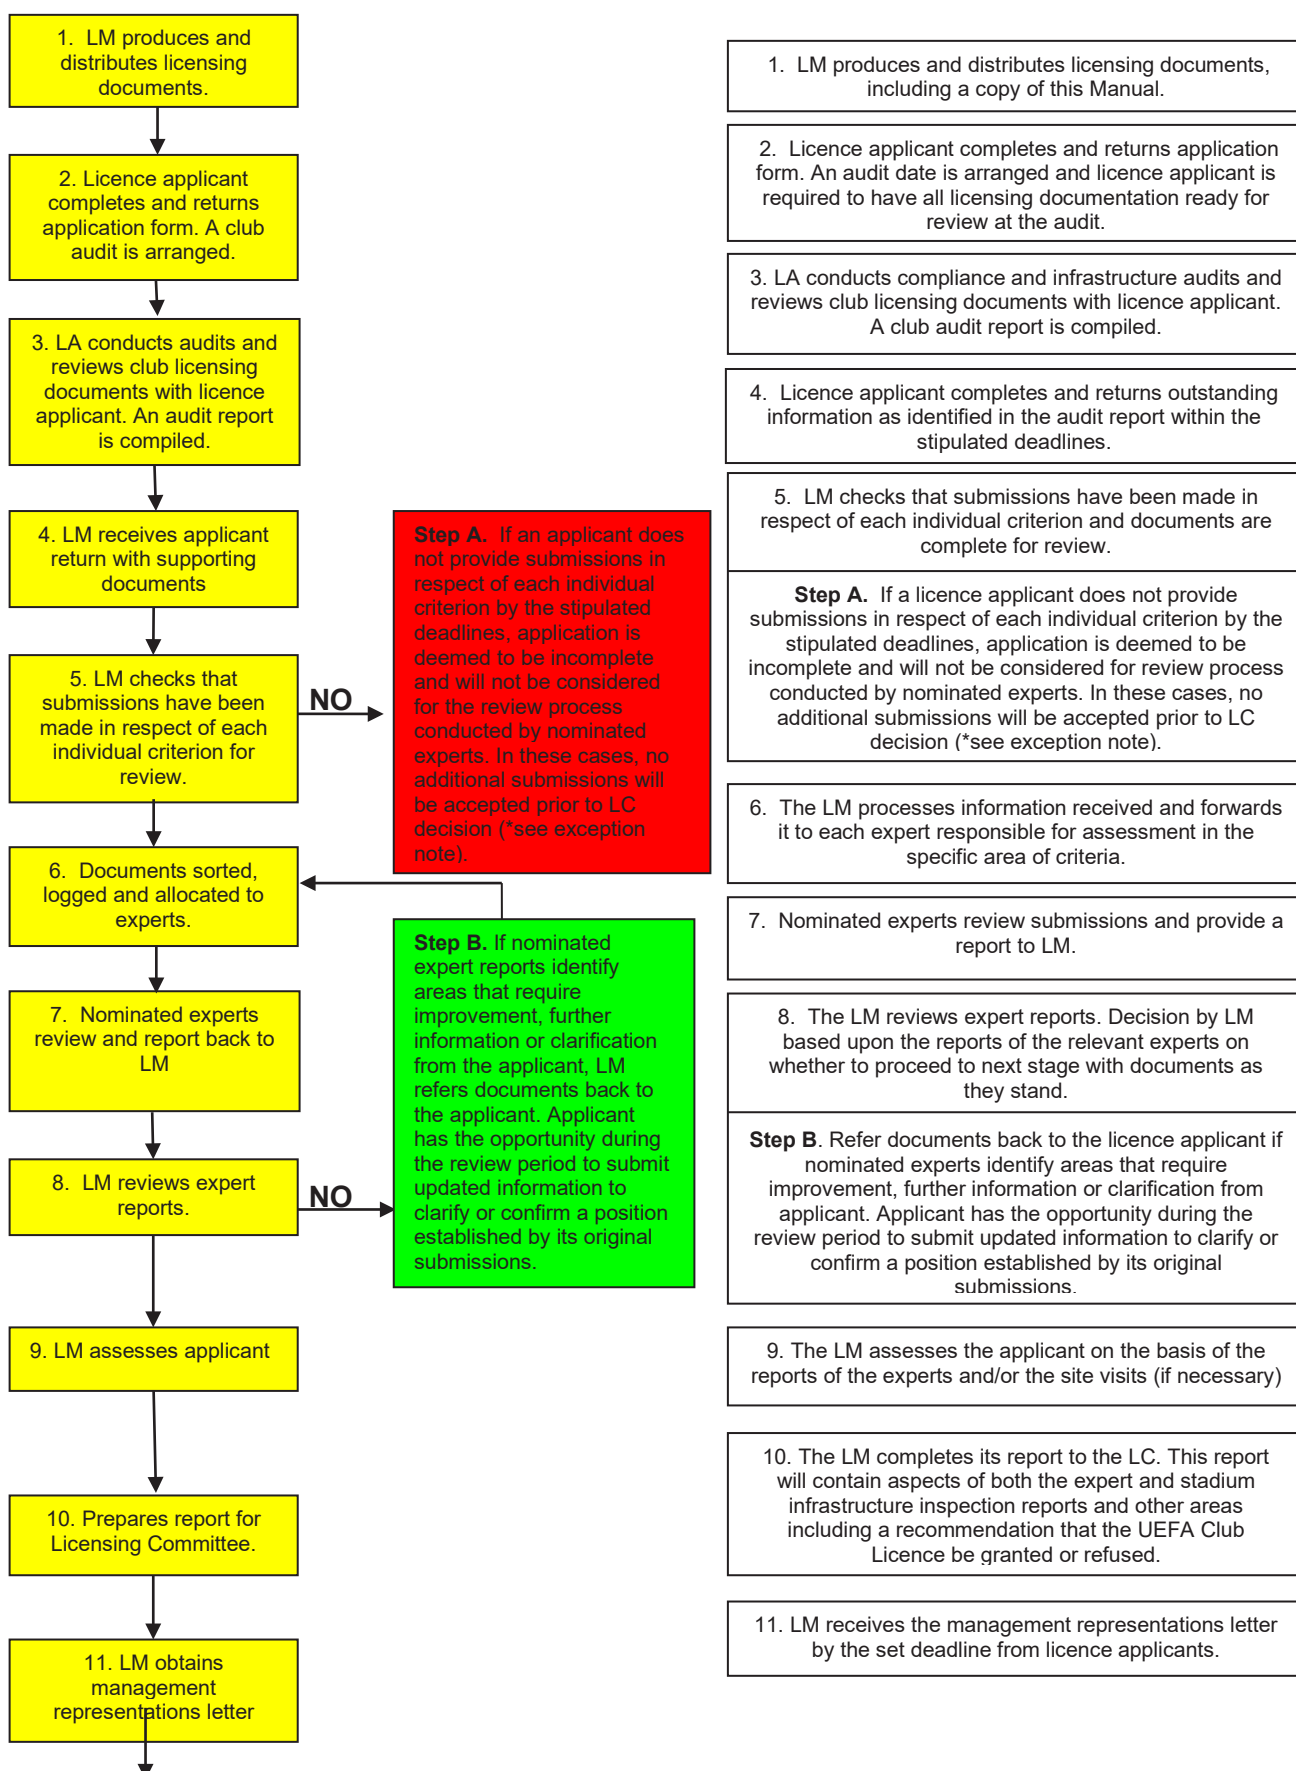 1. LM produces and
distributes licensing
documents.
2. Licence applicant
completes and returns
application form. A club
audit is arranged.
3. LA conducts audits and
reviews club licensing
documents with licence
applicant. An audit report
is compiled.
4. LM receives applicant
return with supporting
documents
5. LM checks that
submissions have been
made in respect of each
individual criterion for
review.
NO
6. Documents sorted,
logged and allocated to
experts.
7. Nominated experts
review and report back to
LM
8. LM reviews expert
reports.
NO
9. LM assesses applicant
10. Prepares report for
Licensing Committee.
11. LM obtains
management
representations letter
Step A. If an applicant does
not provide submissions in
respect of each individual
criterion by the stipulated
deadlines, application is
deemed to be incomplete
and will not be considered
for the review process
conducted by nominated
experts. In these cases, no
additional submissions will
be accepted prior to LC
decision (*see exception
note).
Step B. If nominated
expert reports identify
areas that require
improvement, further
information or clarification
from the applicant, LM
refers documents back to
the applicant. Applicant
has the opportunity during
the review period to submit
updated information to
clarify or confirm a position
established by its original
submissions.
1. LM produces and distributes licensing documents,
including a copy of this Manual.
2. Licence applicant completes and returns application
form. An audit date is arranged and licence applicant is
required to have all licensing documentation ready for
review at the audit.
3. LA conducts compliance and infrastructure audits and
reviews club licensing documents with licence applicant.
A club audit report is compiled.
4. Licence applicant completes and returns outstanding
information as identified in the audit report within the
stipulated deadlines.
5. LM checks that submissions have been made in
respect of each individual criterion and documents are
complete for review.
Step A. If a licence applicant does not provide
submissions in respect of each individual criterion by the
stipulated deadlines, application is deemed to be
incomplete and will not be considered for review process
conducted by nominated experts. In these cases, no
additional submissions will be accepted prior to LC
decision (*see exception note).
6. The LM processes information received and forwards
it to each expert responsible for assessment in the
specific area of criteria.
7. Nominated experts review submissions and provide a
report to LM.
8. The LM reviews expert reports. Decision by LM
based upon the reports of the relevant experts on
whether to proceed to next stage with documents as
they stand.
Step B. Refer documents back to the licence applicant if
nominated experts identify areas that require
improvement, further information or clarification from
applicant. Applicant has the opportunity during the
review period to submit updated information to clarify or
confirm a position established by its original
submissions.
9. The LM assesses the applicant on the basis of the
reports of the experts and/or the site visits (if necessary)
10. The LM completes its report to the LC. This report
will contain aspects of both the expert and stadium
infrastructure inspection reports and other areas
including a recommendation that the UEFA Club
Licence be granted or refused.
11. LM receives the management representations letter
by the set deadline from licence applicants.